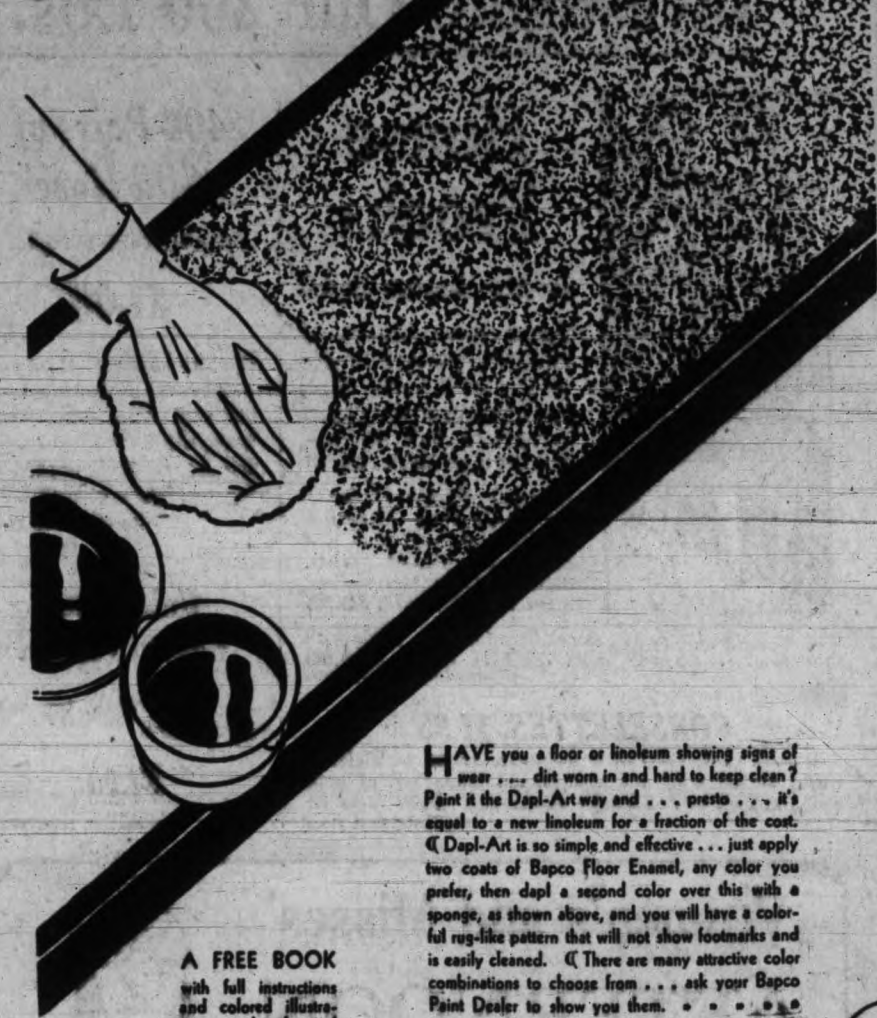 HAVE you a floor or linoleum showing signs of
wear .... dirt worn in and hard to keep clean?
Paint it the Dapl-Art way and ... presto ... it's
equal to a new linoleum for a fraction of the cost.
⁋ Dapl-Art is so simple and effective ... just apply
two coats of Bapco Floor Enamel, any color you
prefer, then dapl a second color over this with a
sponge, as shown above, and you will have a color-
ful rug-like pattern that will not show footmarks and
is easily cleaned. ⁋ There are many attractive color
combinations to choose from ... ask your Bapco
Paint Dealer to show you them. • • • • •
A FREE BOOK
with full instructions
and colored illustra-